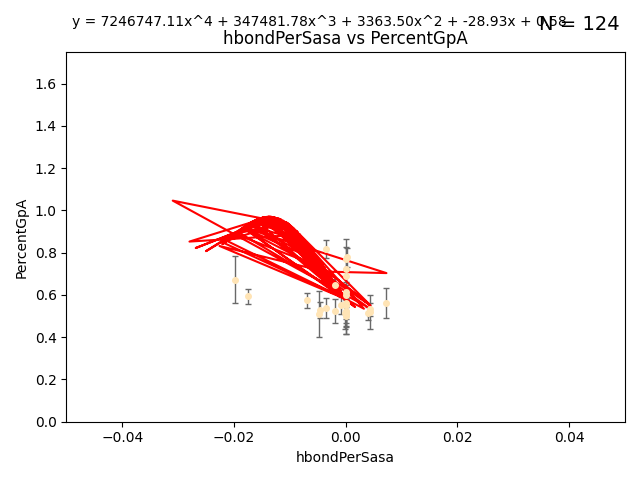 y = 7246747.11x^4 + 347481.78x^3 + 3363.50x^2 + -28.93x + 0.58
N = 124
hbondPerSasa vs PercentGpA
1.6
1.4
1.2
1.0
0.8
0.6
0.4
0.2
0.0
PercentGpA
−0.04 −0.02 0.00 0.02 0.04
hbondPerSasa